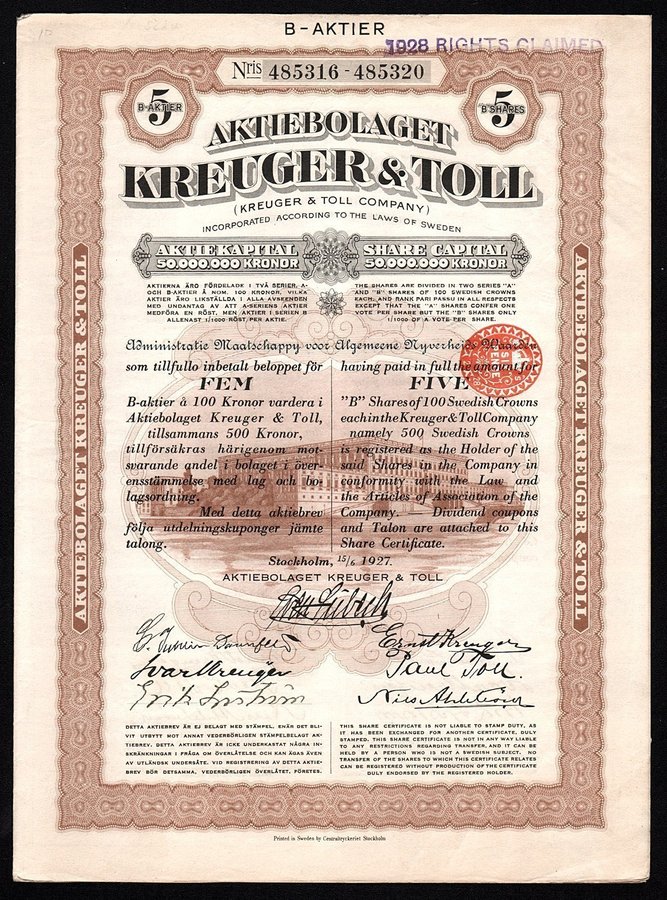 B-AKTIER
1928 RIGHTS CLAIMED
Nris 485316 - 485320
5
B-AKTIER
5
B SHARES
AKTIEBOLAGET
KREUGER & TOLL
(KREUGER & TOLL COMPANY)
INCORPORATED ACCORDING TO THE LAWS OF SWEDEN
AKTIEKAPITAL
50.000.000 KRONOR
SHARE CAPITAL
50.000.000 KRONOR
AKTIERNA ÄRO FÖRDELADE I TVÅ SERIER, A-
OCH B-AKTIER Å NOM. 100 KRONOR, VILKA
AKTIER ÄRO LIKSTÄLLDA I ALLA AVSEENDEN
MED UNDANTAG AV ATT A-SERIENS AKTIER
MEDFÖRA EN RÖST, MEN AKTIER I SERIEN B
ALLENAST 1/1000 RÖST PER AKTIE.
THE SHARES ARE DIVIDED IN TWO SERIES "A"
AND "B" SHARES OF 100 SWEDISH CROWNS
EACH, AND RANK PARI PASSU IN ALL RESPECTS
EXCEPT THAT THE "A" SHARES CONFER ONE
VOTE PER SHARE BUT THE "B" SHARES ONLY
1/1000 OF A VOTE PER SHARE.
Administratie Maatschappy voor Algemeene Nyverheids Waarden
som tillfullo inbetalt beloppet för
FEM
B-aktier å 100 Kronor vardera i
Aktiebolaget Kreuger & Toll,
tillsammans 500 Kronor,
tillförsäkras härigenom mot-
svarande andel i bolaget i över-
ensstämmelse med lag och bo-
lagsordning.
Med detta aktiebrev
följa utdelningskuponger jämte
talong.
having paid in full the amount for
FIVE
"B" Shares of 100 Swedish Crowns
each in the Kreuger & Toll Company
namely 500 Swedish Crowns
is registered as the Holder of the
said Shares in the Company in
conformity with the Law and
the Articles of Association of the
Company. — Dividend coupons
and Talon are attached to this
Share Certificate.
Stockholm, 15/6 1927.
AKTIEBOLAGET KREUGER & TOLL
Ernst Kreuger
Ivar Kreuger
Paul Toll
DETTA AKTIEBREV ÄR EJ BELAGT MED STÄMPEL, ENÄR DET BLI-
VIT UTBYTT MOT ANNAT VEDERBÖRLIGEN STÄMPELBELAGT AK-
TIEBREV. DETTA AKTIEBREV ÄR ICKE UNDERKASTAT NÅGRA IN-
SKRÄNKNINGAR I FRÅGA OM ÖVERLÅTELSE OCH KAN ÄGAS ÄVEN
AV UTLÄNDSK UNDERSÅTE. VID REGISTRERING AV DETTA AKTIE-
BREV BÖR DETSAMMA, VEDERBÖRLIGEN ÖVERLÅTET, FÖRETES.
THIS SHARE CERTIFICATE IS NOT LIABLE TO STAMP DUTY, AS
IT HAS BEEN EXCHANGED FOR ANOTHER CERTIFICATE, DULY
STAMPED. THIS SHARE CERTIFICATE IS NOT IN ANY WAY LIABLE
TO ANY RESTRICTIONS REGARDING TRANSFER, AND IT CAN BE
HELD BY A PERSON WHO IS NOT A SWEDISH SUBJECT. NO
TRANSFER OF THE SHARES TO WHICH THIS CERTIFICATE RELATES
CAN BE REGISTERED WITHOUT PRODUCTION OF THE CERTIFICATE
DULY ENDORSED BY THE REGISTERED HOLDER.
AKTIEBOLAGET KREUGER & TOLL
AKTIEBOLAGET KREUGER & TOLL
Printed in Sweden by Centraltryckeriet Stockholm